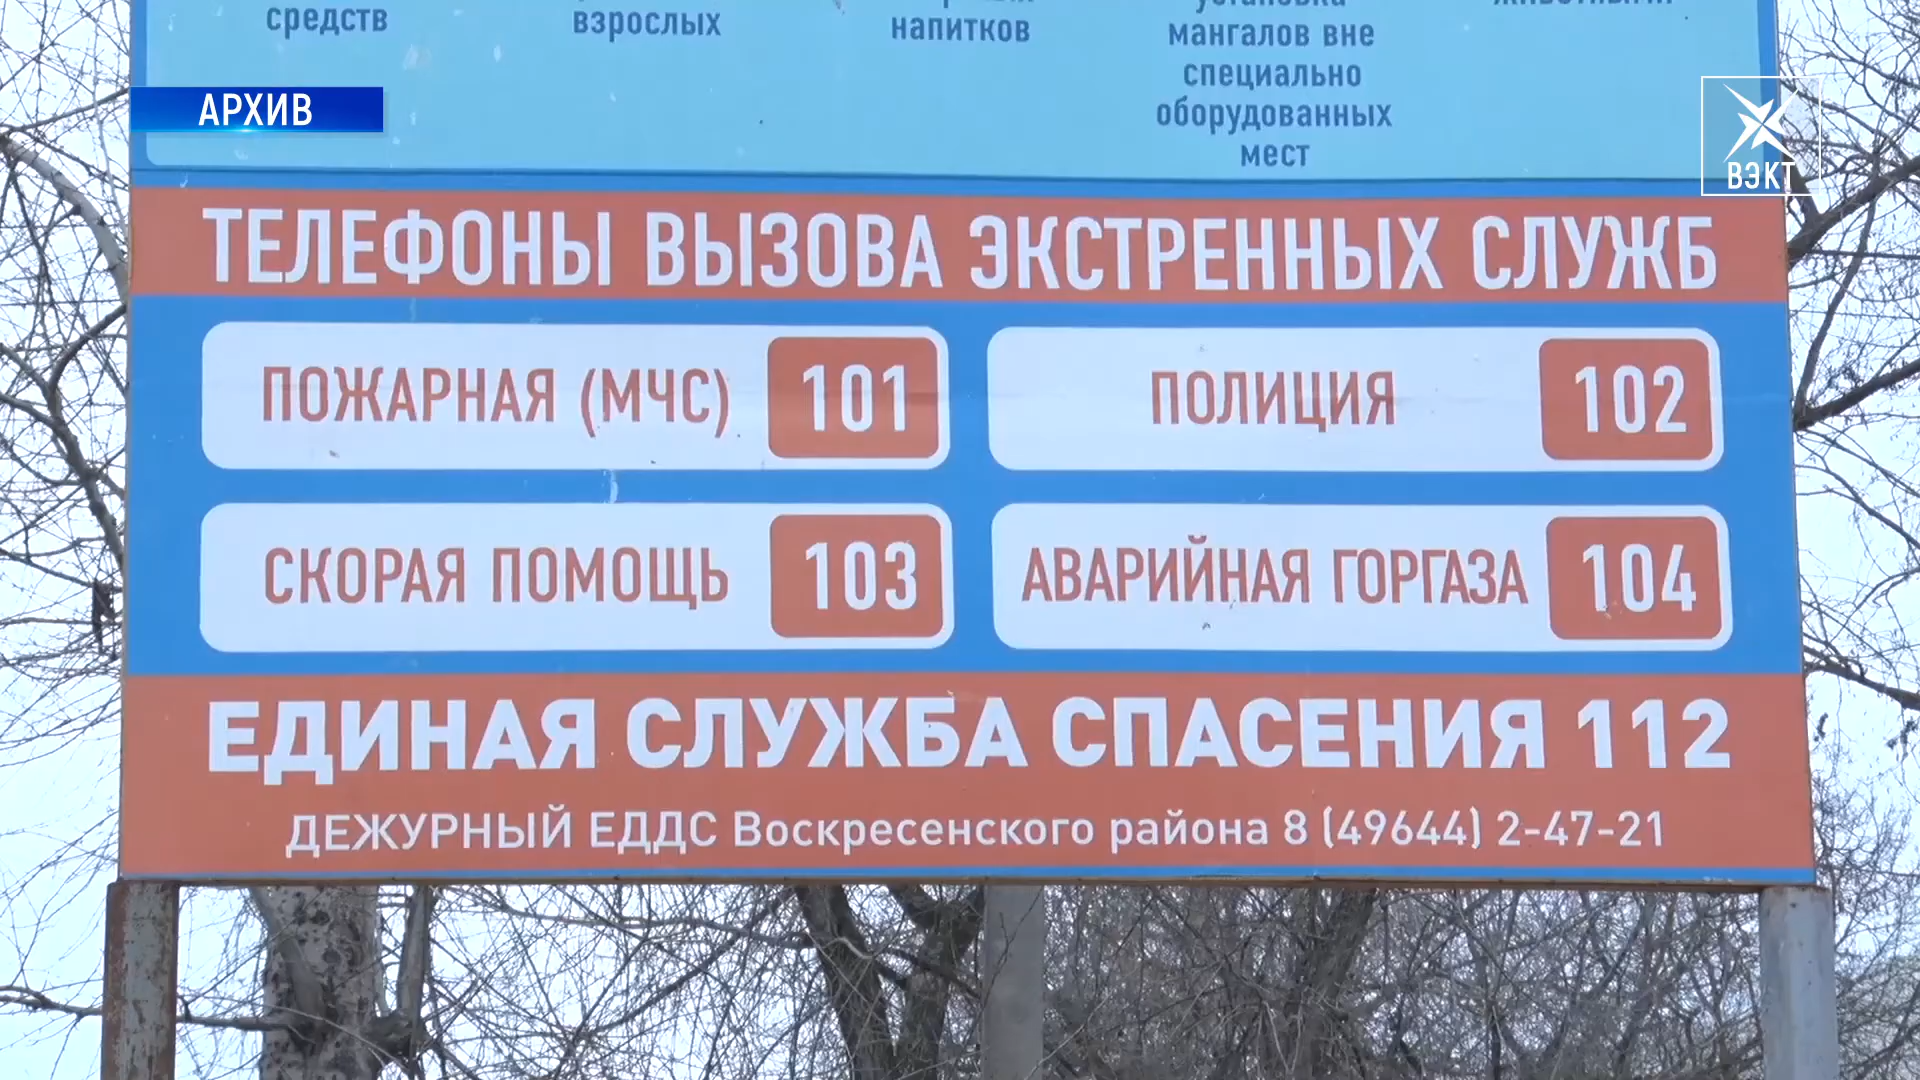 средств
взрослых
напитков
мангалов вне
специально
оборудованных
мест
АРХИВ
ВЭКТ
ТЕЛЕФОНЫ ВЫЗОВА ЭКСТРЕННЫХ СЛУЖБ
ПОЖАРНАЯ (МЧС) 101
ПОЛИЦИЯ 102
СКОРАЯ ПОМОЩЬ 103
АВАРИЙНАЯ ГОРГАЗА 104
ЕДИНАЯ СЛУЖБА СПАСЕНИЯ 112
ДЕЖУРНЫЙ ЕДДС Воскресенского района 8 (49644) 2-47-21